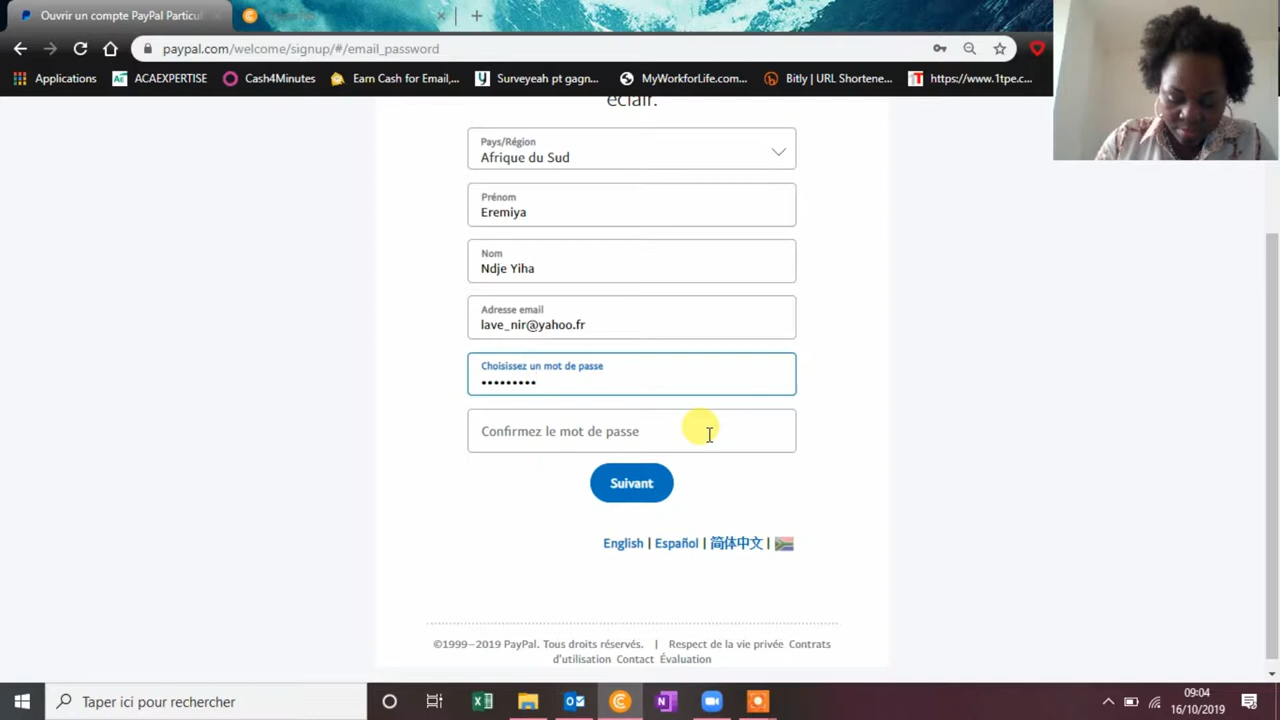 Ouvrir un compte PayPal Particul
paypal.com/welcome/signup/#/email_password
Applications
ACAEXPERTISE
Cash4Minutes
Earn Cash for Email,...
Surveyeah pt gagn...
MyWorkforLife.com...
Bitly | URL Shortene...
https://www.1tpe.c...
éclair.
Pays/Région
Afrique du Sud
Prénom
Eremiya
Nom
Ndje Yiha
Adresse email
lave_nir@yahoo.fr
Choisissez un mot de passe
•••••••••
Confirmez le mot de passe
Suivant
English | Español | 简体中文 |
©1999–2019 PayPal. Tous droits réservés. | Respect de la vie privée Contrats
d'utilisation Contact Évaluation
Taper ici pour rechercher
09:04
16/10/2019